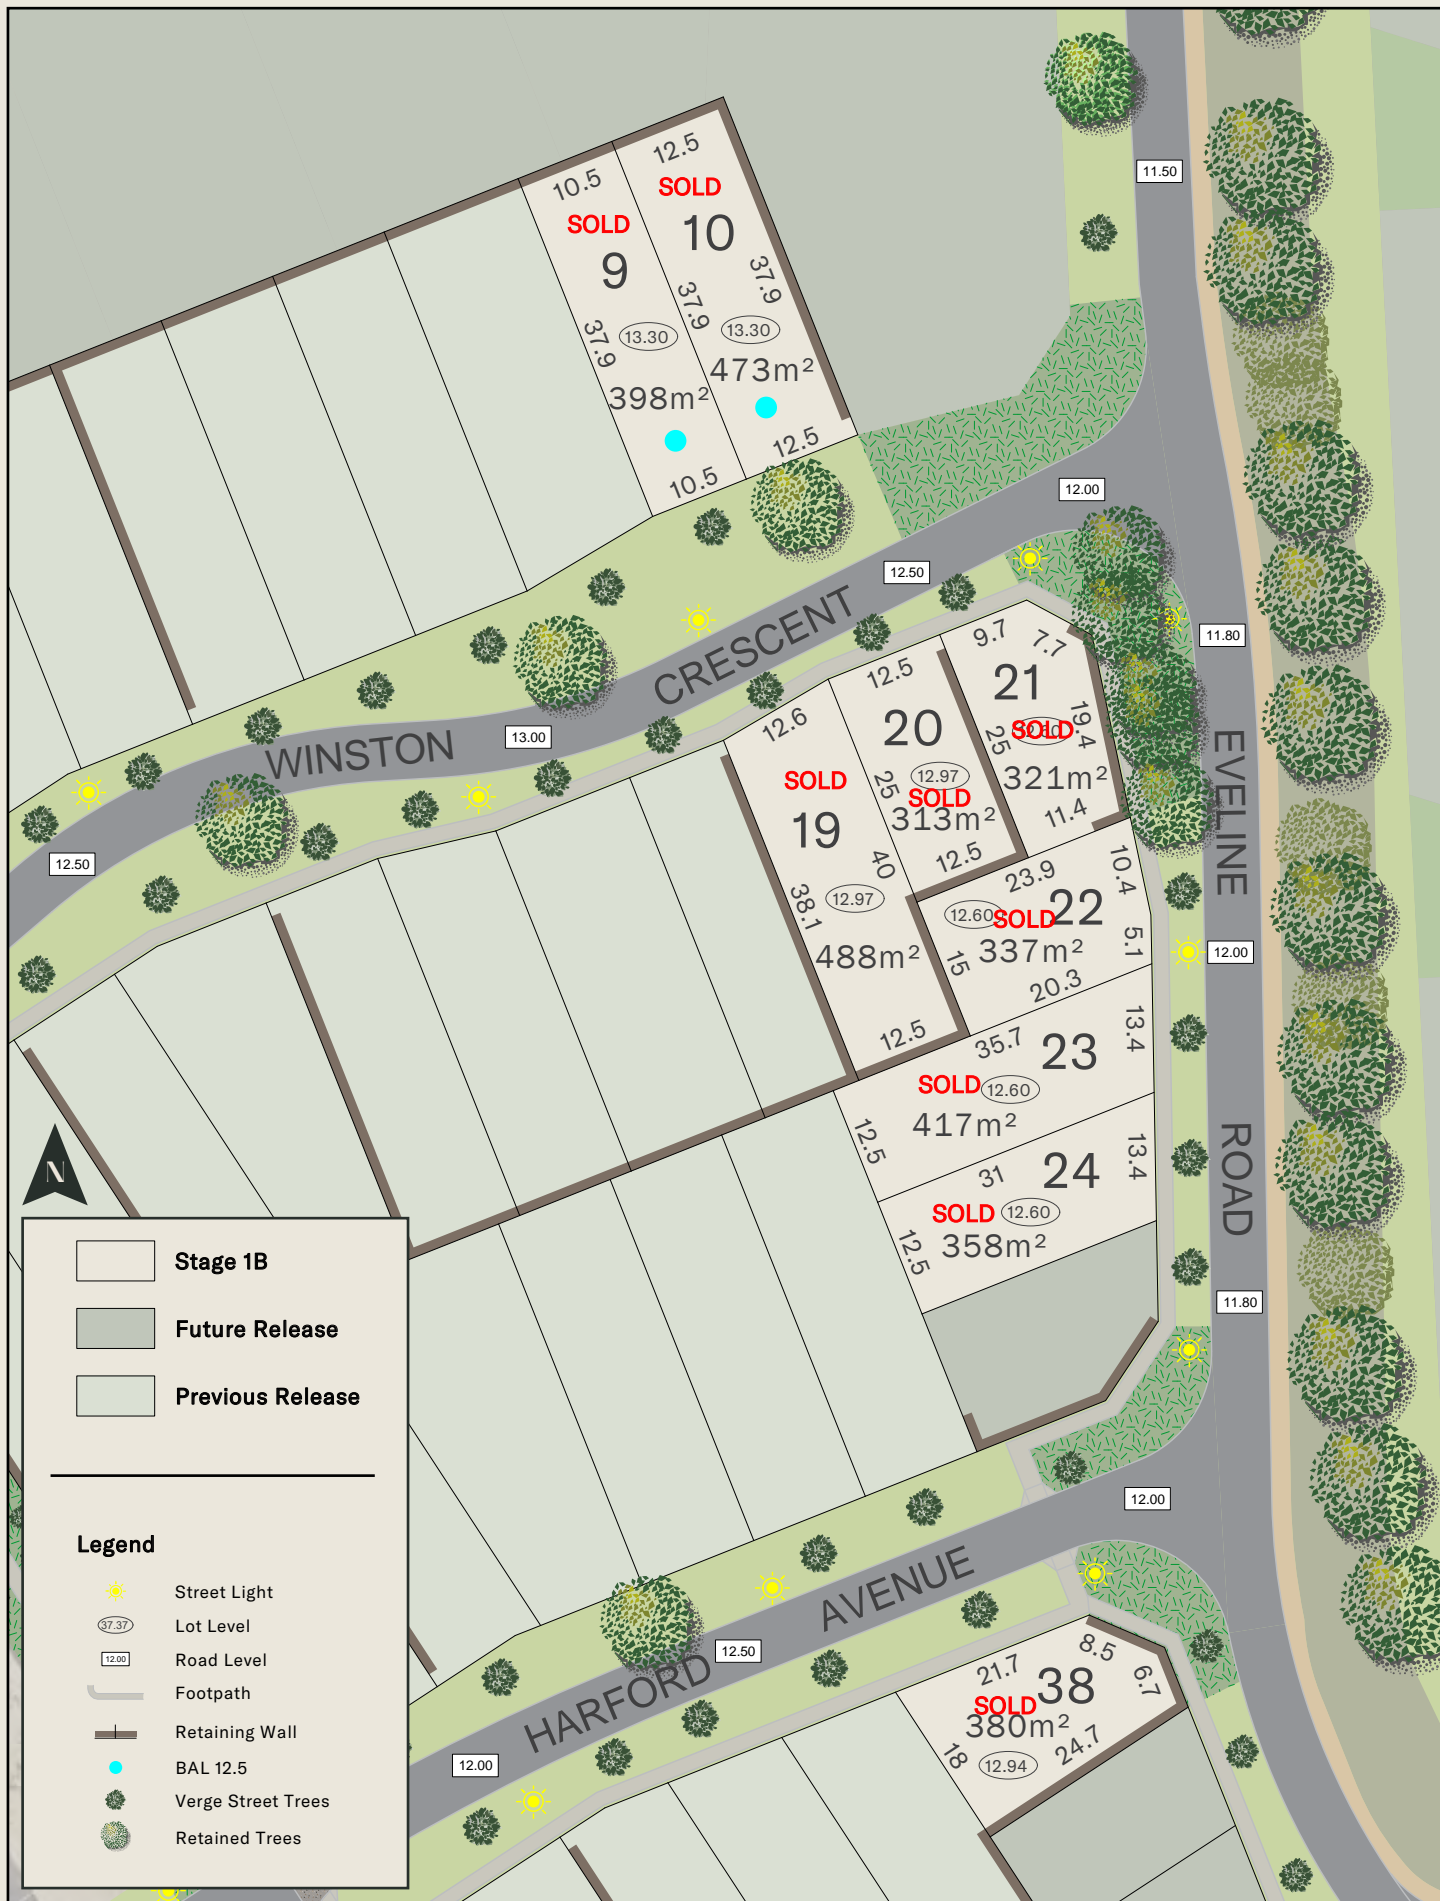 11.50
12.5
SOLD
10
37.9
37.9
13.30
473m²
12.5
10.5
SOLD
9
37.9
13.30
398m²
10.5
12.00
12.50
11.80
WINSTON CRESCENT
13.00
12.50
EVELINE ROAD
9.7
7.7
21
SOLD
19.4
25
321m²
11.4
12.5
20
12.97
SOLD
25
313m²
12.5
12.6
SOLD
19
40
38.1
12.97
488m²
12.5
23.9
10.4
12.60
SOLD
22
337m²
5.1
15
20.3
12.00
35.7
23
13.4
SOLD
12.60
417m²
12.5
31
24
13.4
SOLD
12.60
358m²
12.5
11.80
12.00
HARFORD AVENUE
12.50
12.00
21.7
8.5
6.7
38
SOLD
380m²
18
12.94
24.7
N
Stage 1B
Future Release
Previous Release
Legend
Street Light
37.37
Lot Level
12.00
Road Level
Footpath
Retaining Wall
BAL 12.5
Verge Street Trees
Retained Trees